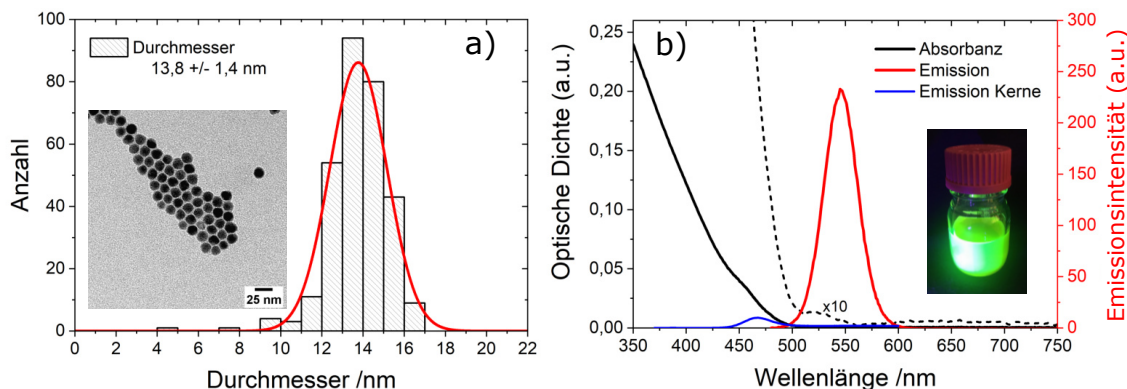 a)
Durchmesser
13,8 +/- 1,4 nm
Anzahl
100
80
60
40
20
0
25 nm
0 2 4 6 8 10 12 14 16 18 20 22
Durchmesser /nm
b)
Absorbanz
Emission
Emission Kerne
Optische Dichte (a.u.)
0,25
0,20
0,15
0,10
0,05
0,00
x10
350 400 450 500 550 600 650 700 750
Wellenlänge /nm
300
250
200
150
100
50
0
Emissionsintensität (a.u.)